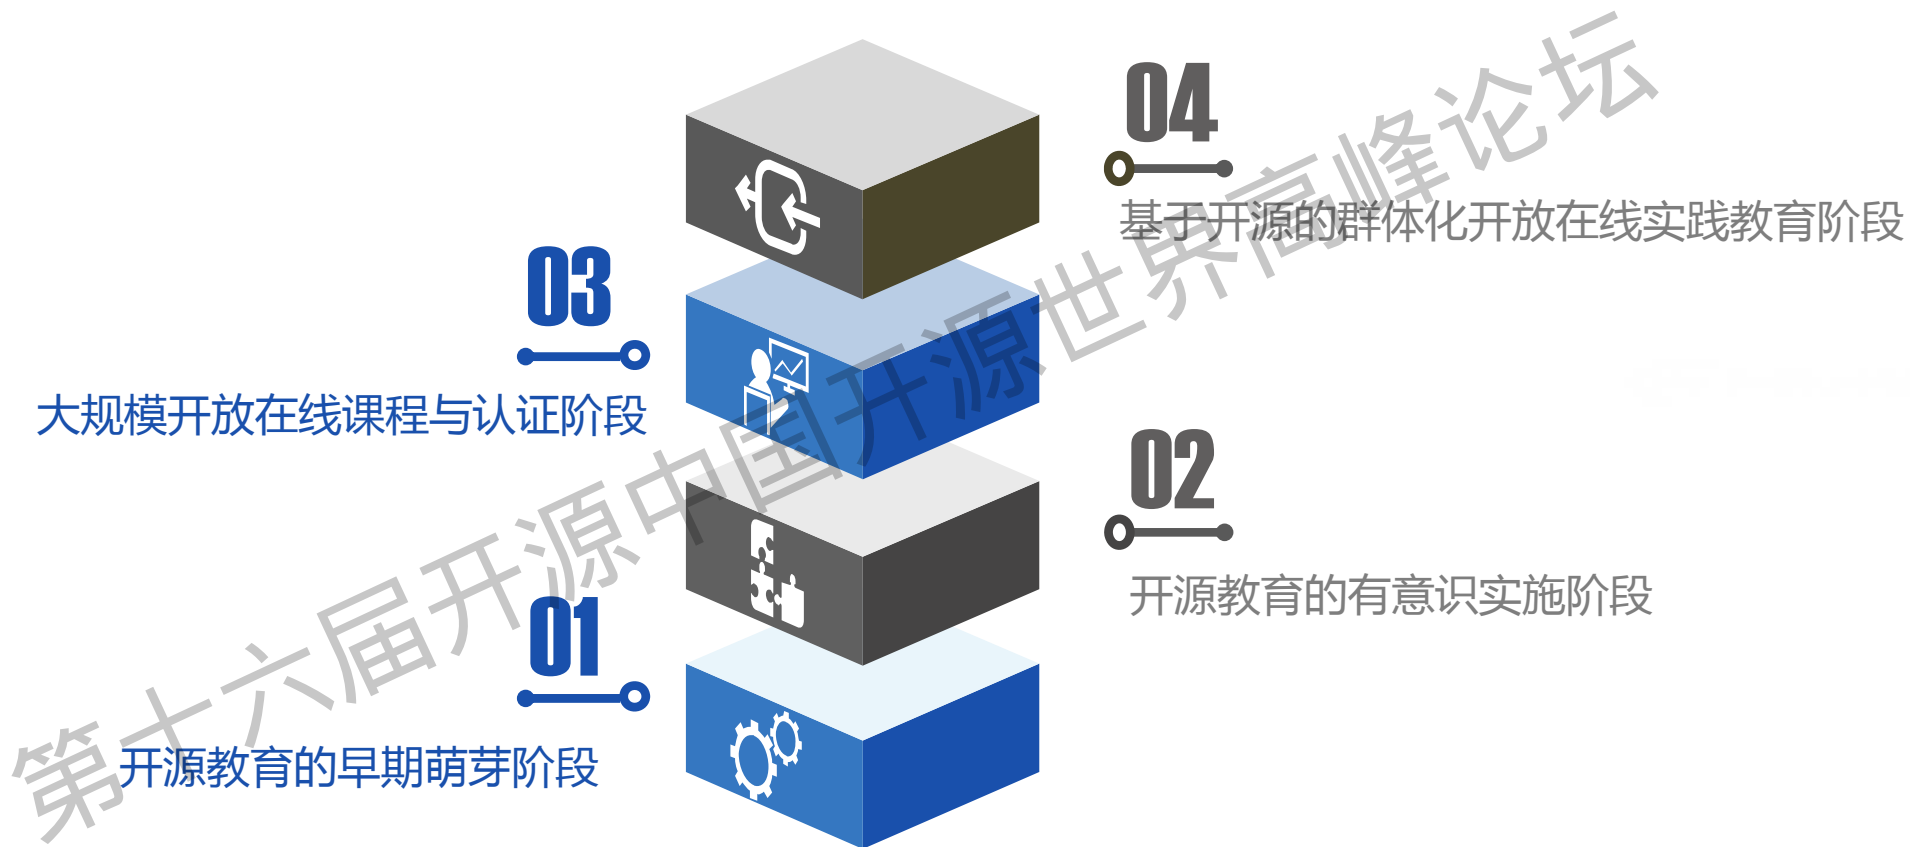 04
基于开源的群体化开放在线实践教育阶段
03
大规模开放在线课程与认证阶段
02
开源教育的有意识实施阶段
01
开源教育的早期萌芽阶段
第十六届开源中国开源世界高峰论坛